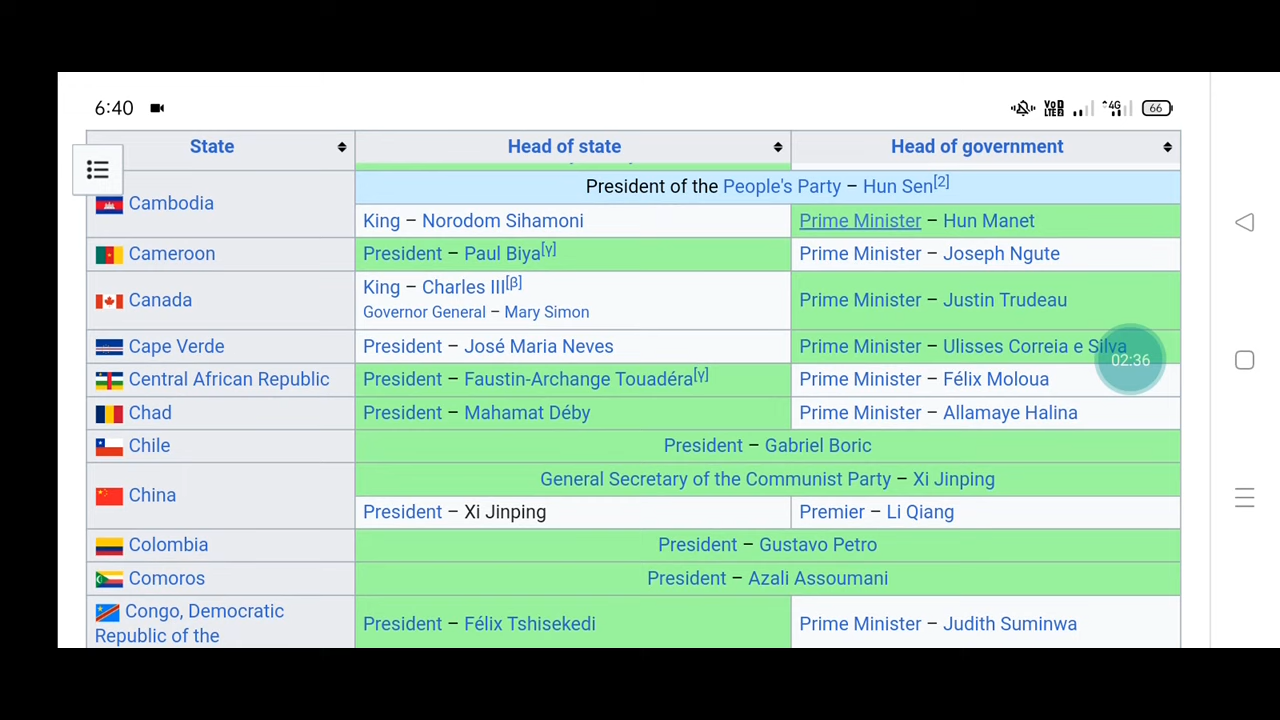 6:40 VoD LTE2 4G 66
State Head of state Head of government
President of the People's Party – Hun Sen[2]
Cambodia
King – Norodom Sihamoni Prime Minister – Hun Manet
Cameroon President – Paul Biya[γ] Prime Minister – Joseph Ngute
King – Charles III[β]
Canada Prime Minister – Justin Trudeau
Governor General – Mary Simon
Cape Verde President – José Maria Neves Prime Minister – Ulisses Correia e Silva
02:36
Central African Republic President – Faustin-Archange Touadéra[γ] Prime Minister – Félix Moloua
Chad President – Mahamat Déby Prime Minister – Allamaye Halina
Chile President – Gabriel Boric
General Secretary of the Communist Party – Xi Jinping
China
President – Xi Jinping Premier – Li Qiang
Colombia President – Gustavo Petro
Comoros President – Azali Assoumani
Congo, Democratic
Republic of the President – Félix Tshisekedi Prime Minister – Judith Suminwa